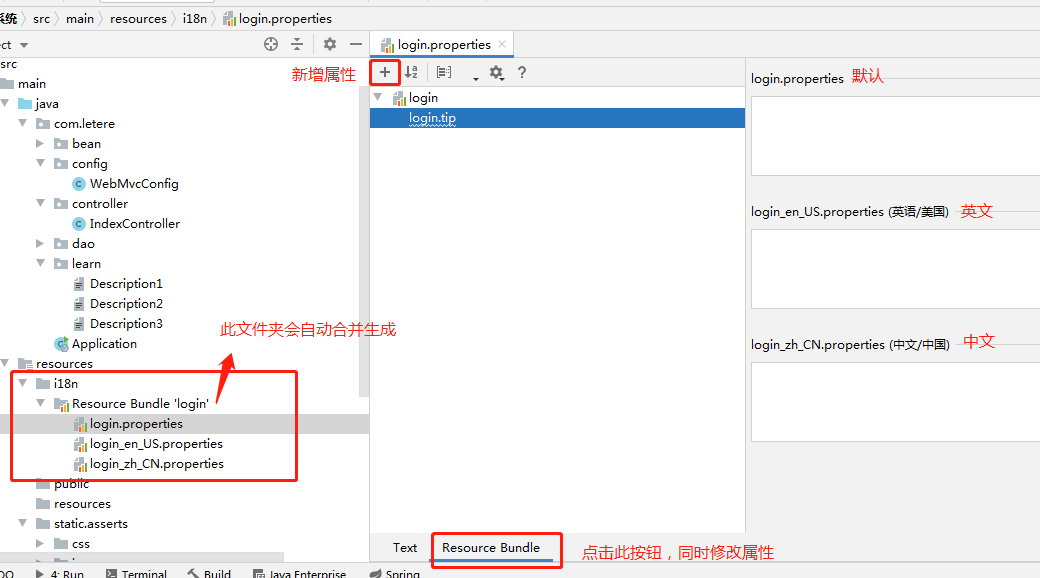 系统 src main resources i18n login.properties
ct
login.properties
src
新增属性
login.properties 默认
main
java
login
com.letere
login.tip
bean
config
WebMvcConfig
controller
login_en_US.properties (英语/美国) 英文
IndexController
dao
learn
Description1
Description2
Description3
此文件夹会自动合并生成
Application
login_zh_CN.properties (中文/中国) 中文
resources
i18n
Resource Bundle 'login'
login.properties
login_en_US.properties
login_zh_CN.properties
public
resources
static.asserts
css
Text Resource Bundle
点击此按钮，同时修改属性
4: Run Terminal Build Java Enterprise Spring